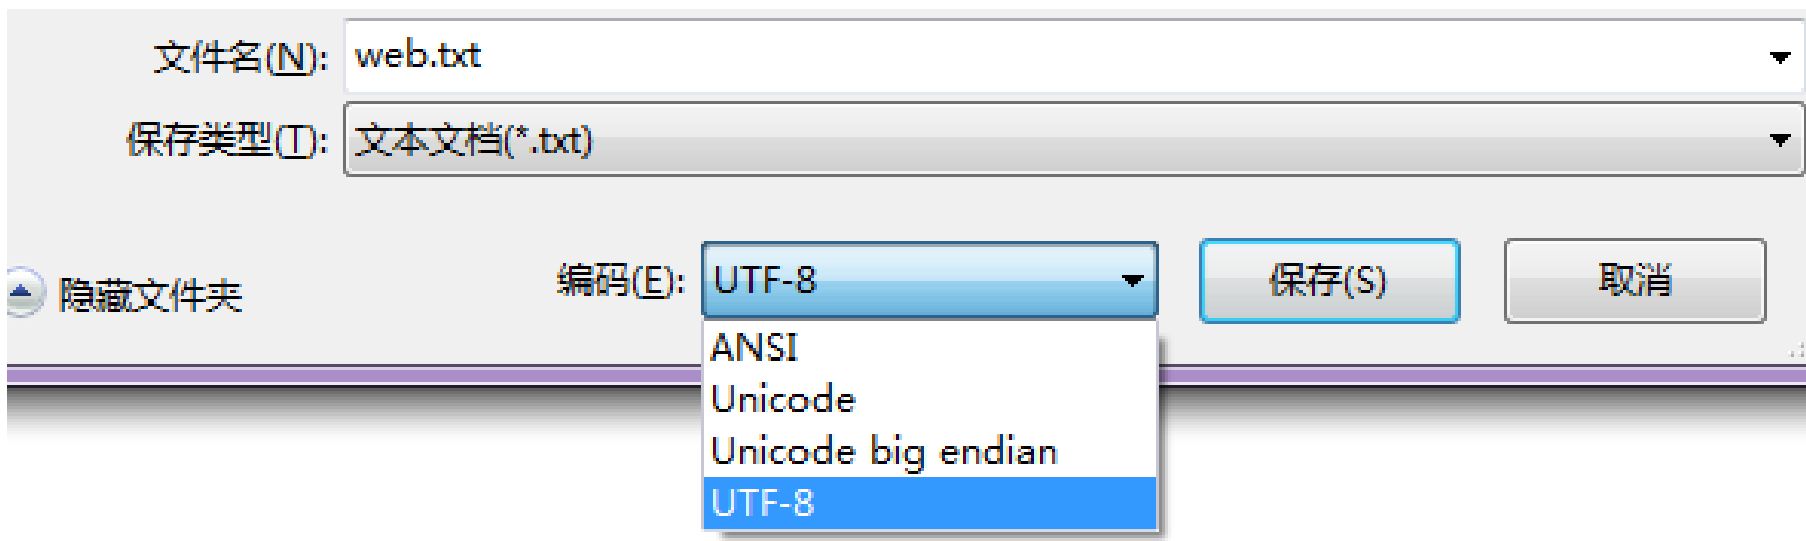 文件名(N): web.txt
保存类型(T): 文本文档(*.txt)
隐藏文件夹 编码(E): UTF-8 保存(S) 取消
ANSI
Unicode
Unicode big endian
UTF-8